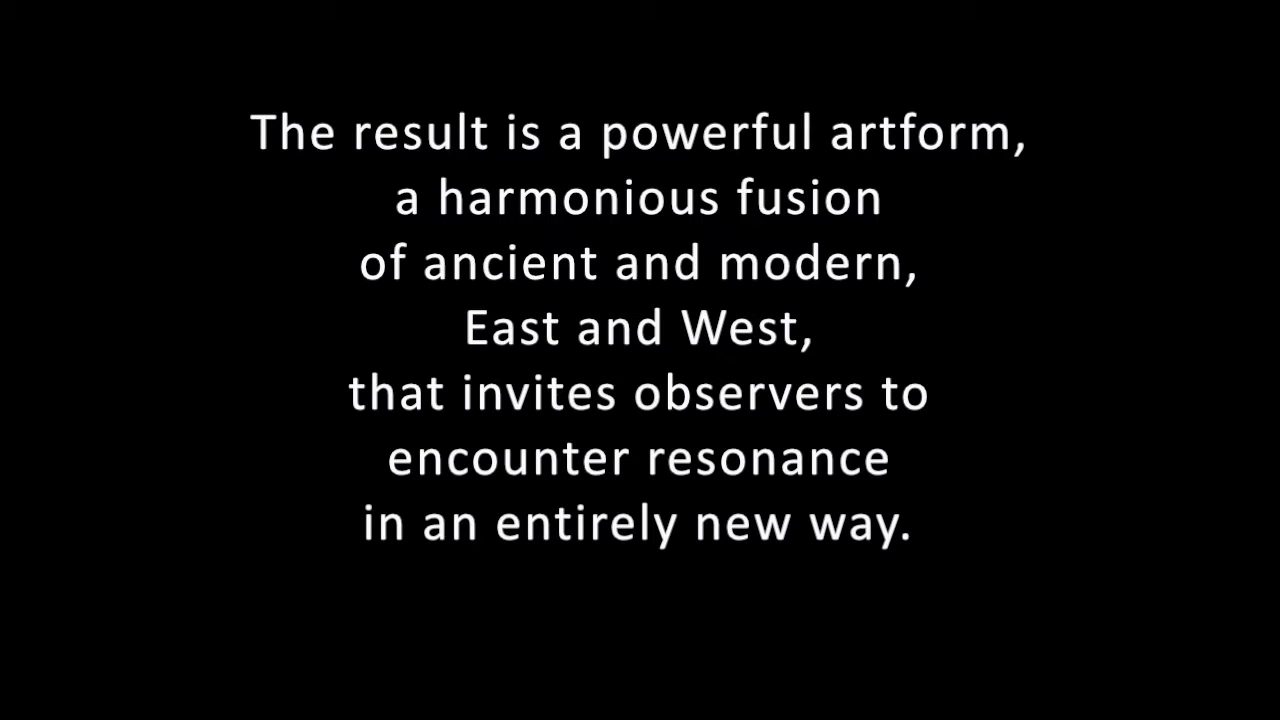 The result is a powerful artform,
a harmonious fusion
of ancient and modern,
East and West,
that invites observers to
encounter resonance
in an entirely new way.